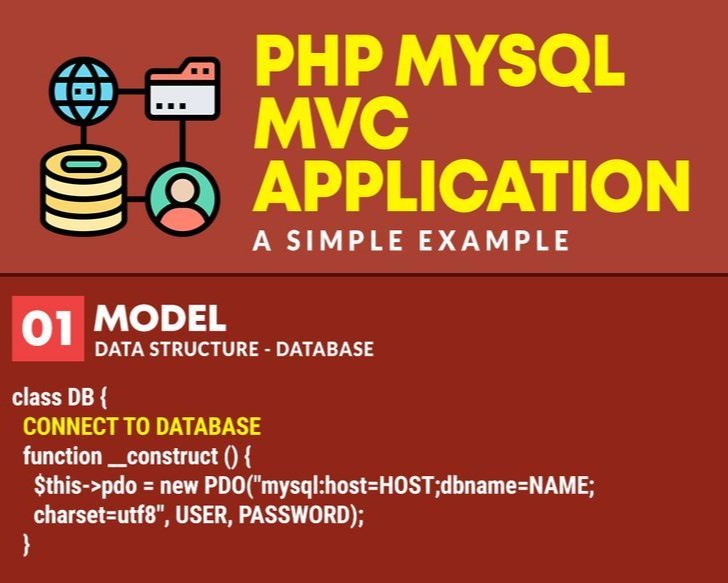 PHP MYSQL
MVC
APPLICATION
A SIMPLE EXAMPLE
01 MODEL
DATA STRUCTURE - DATABASE
class DB {
CONNECT TO DATABASE
function __construct () {
$this->pdo = new PDO("mysql:host=HOST;dbname=NAME;
charset=utf8", USER, PASSWORD);
}